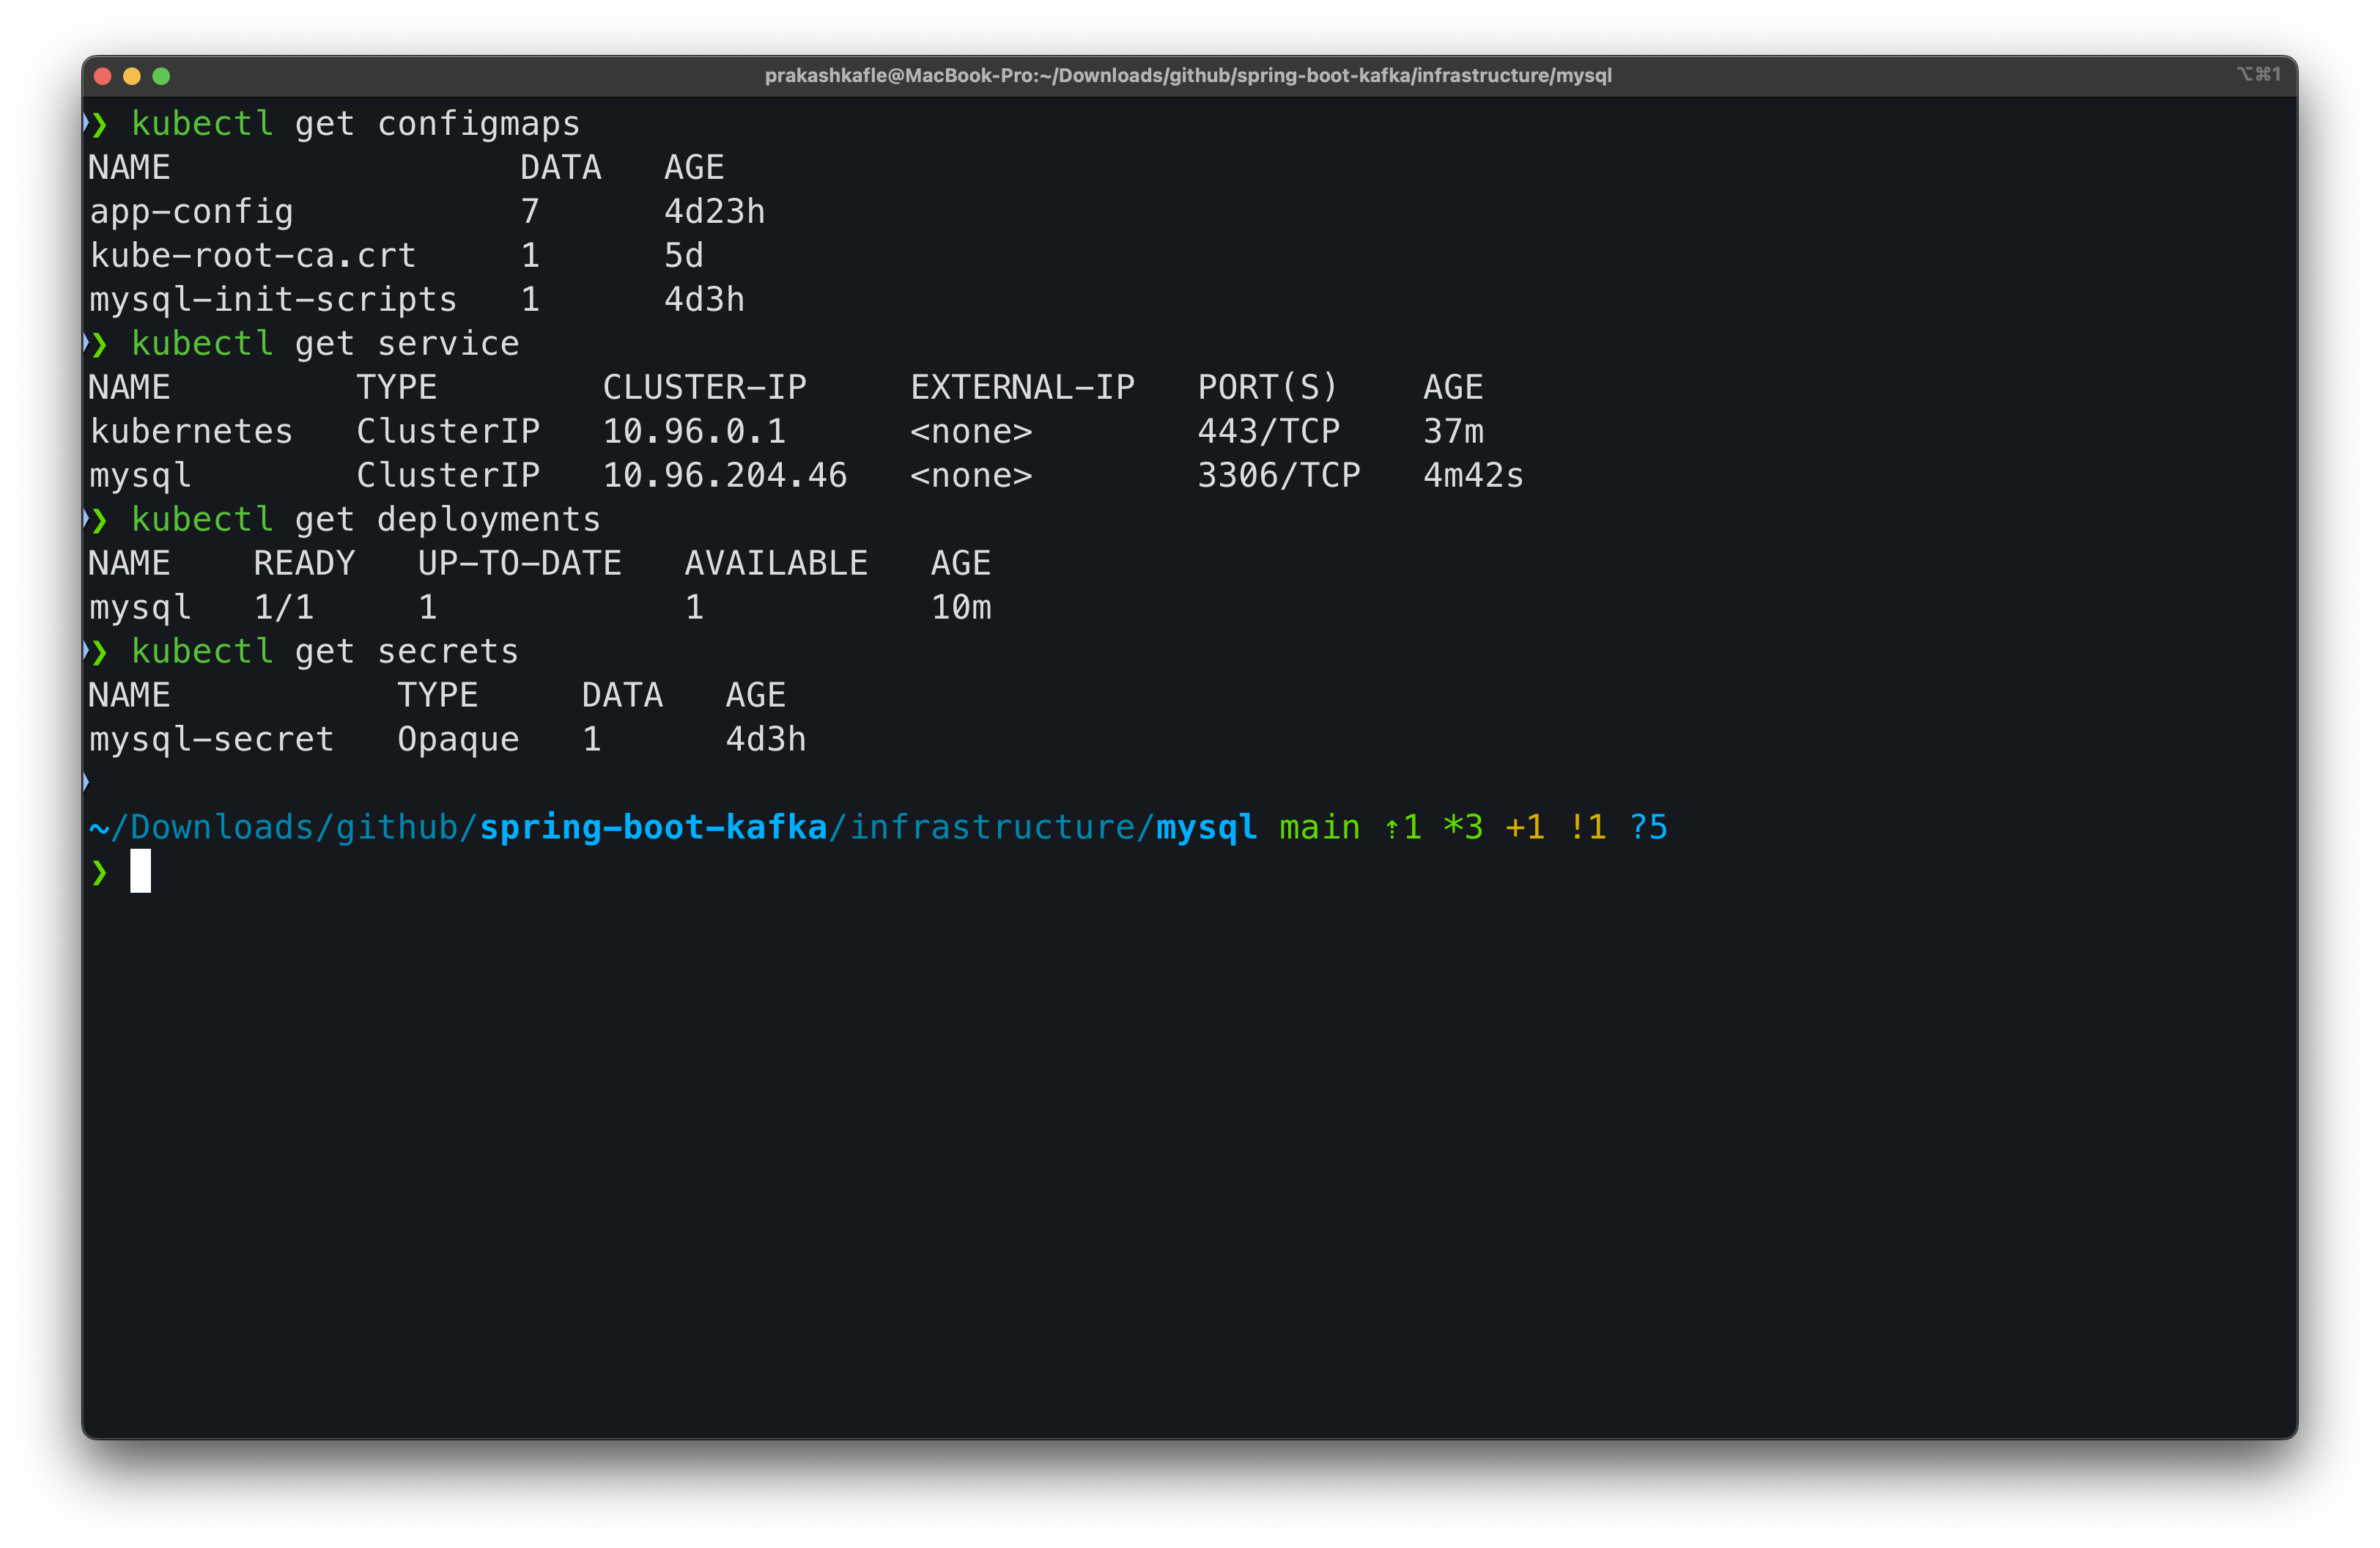 prakashkafle@MacBook-Pro:~/Downloads/github/spring-boot-kafka/infrastructure/mysql ⌥⌘1
❯ kubectl get configmaps
NAME DATA AGE
app-config 7 4d23h
kube-root-ca.crt 1 5d
mysql-init-scripts 1 4d3h
❯ kubectl get service
NAME TYPE CLUSTER-IP EXTERNAL-IP PORT(S) AGE
kubernetes ClusterIP 10.96.0.1 <none> 443/TCP 37m
mysql ClusterIP 10.96.204.46 <none> 3306/TCP 4m42s
❯ kubectl get deployments
NAME READY UP-TO-DATE AVAILABLE AGE
mysql 1/1 1 1 10m
❯ kubectl get secrets
NAME TYPE DATA AGE
mysql-secret Opaque 1 4d3h
~/Downloads/github/spring-boot-kafka/infrastructure/mysql main ⇡1 *3 +1 !1 ?5
❯